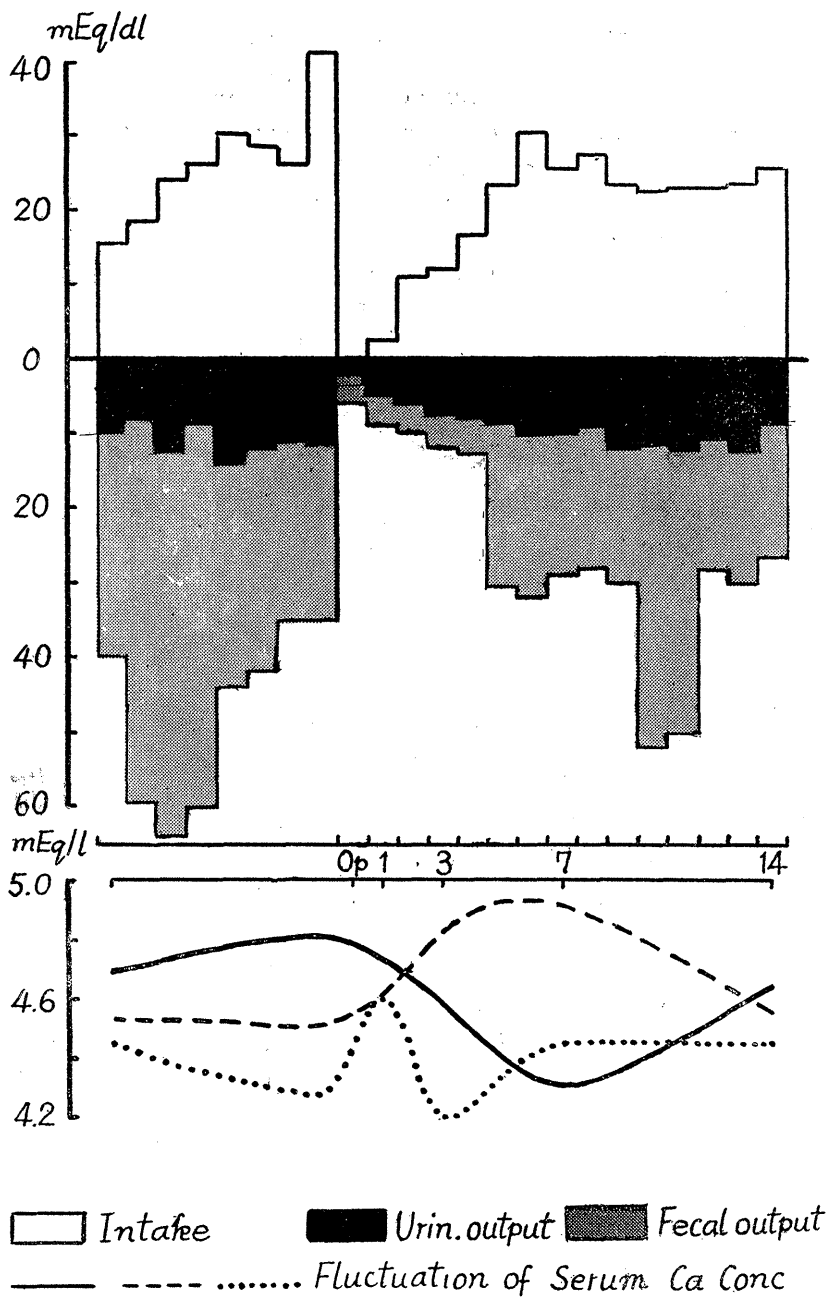 mEq/dl
40
20
0
20
40
60
mEq/l
Op 1 3 7 14
5.0
4.6
4.2
Intake Urin. output Fecal output
Fluctuation of Serum Ca Conc